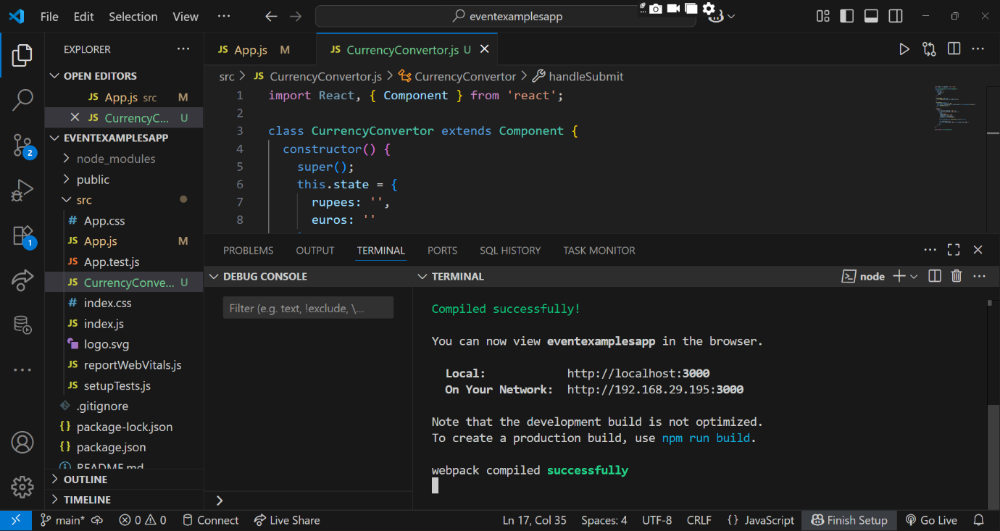 File Edit Selection View ··· eventexamplesapp
EXPLORER ···
OPEN EDITORS
JS App.js src M
JS CurrencyC... U
EVENTEXAMPLESAPP
node_modules
public
src
# App.css
JS App.js M
JS App.test.js
JS CurrencyConve... U
# index.css
JS index.js
logo.svg
JS reportWebVitals.js
JS setupTests.js
.gitignore
{} package-lock.json
{} package.json
README.md
OUTLINE
TIMELINE
2
1
JS App.js M JS CurrencyConvertor.js U
src > JS CurrencyConvertor.js > CurrencyConvertor > handleSubmit
1 import React, { Component } from 'react';
2
3 class CurrencyConvertor extends Component {
4 constructor() {
5 super();
6 this.state = {
7 rupees: '',
8 euros: ''
PROBLEMS OUTPUT TERMINAL PORTS SQL HISTORY TASK MONITOR
DEBUG CONSOLE
Filter (e.g. text, !exclude, \...
TERMINAL node
Compiled successfully!
You can now view eventexamplesapp in the browser.
Local: http://localhost:3000
On Your Network: http://192.168.29.195:3000
Note that the development build is not optimized.
To create a production build, use npm run build.
webpack compiled successfully
main* 0 0 Connect Live Share Ln 17, Col 35 Spaces: 4 UTF-8 CRLF {} JavaScript Finish Setup Go Live